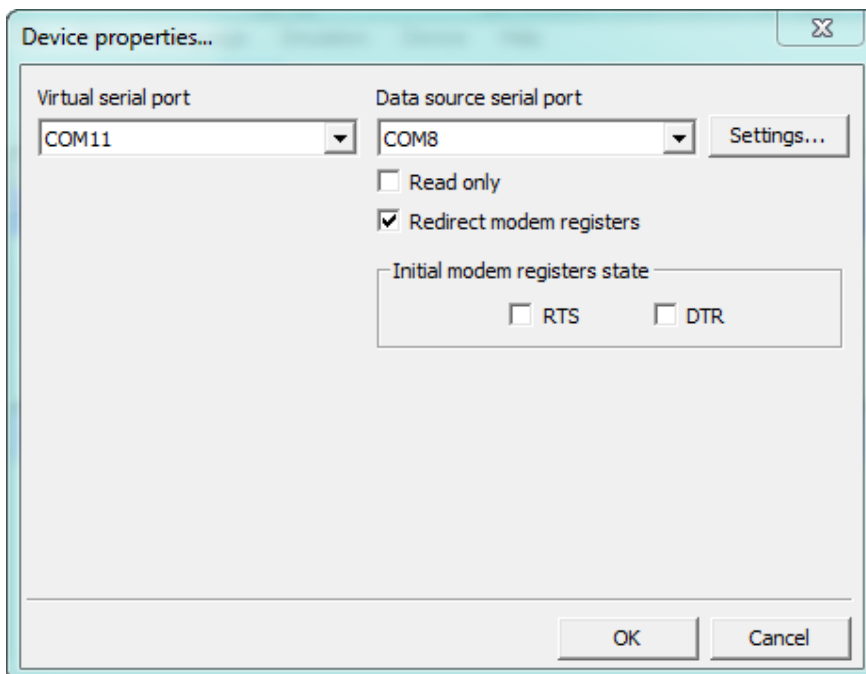 Device properties...
Virtual serial port
Data source serial port
COM11
COM8
Settings...
Read only
Redirect modem registers
Initial modem registers state
RTS
DTR
OK
Cancel